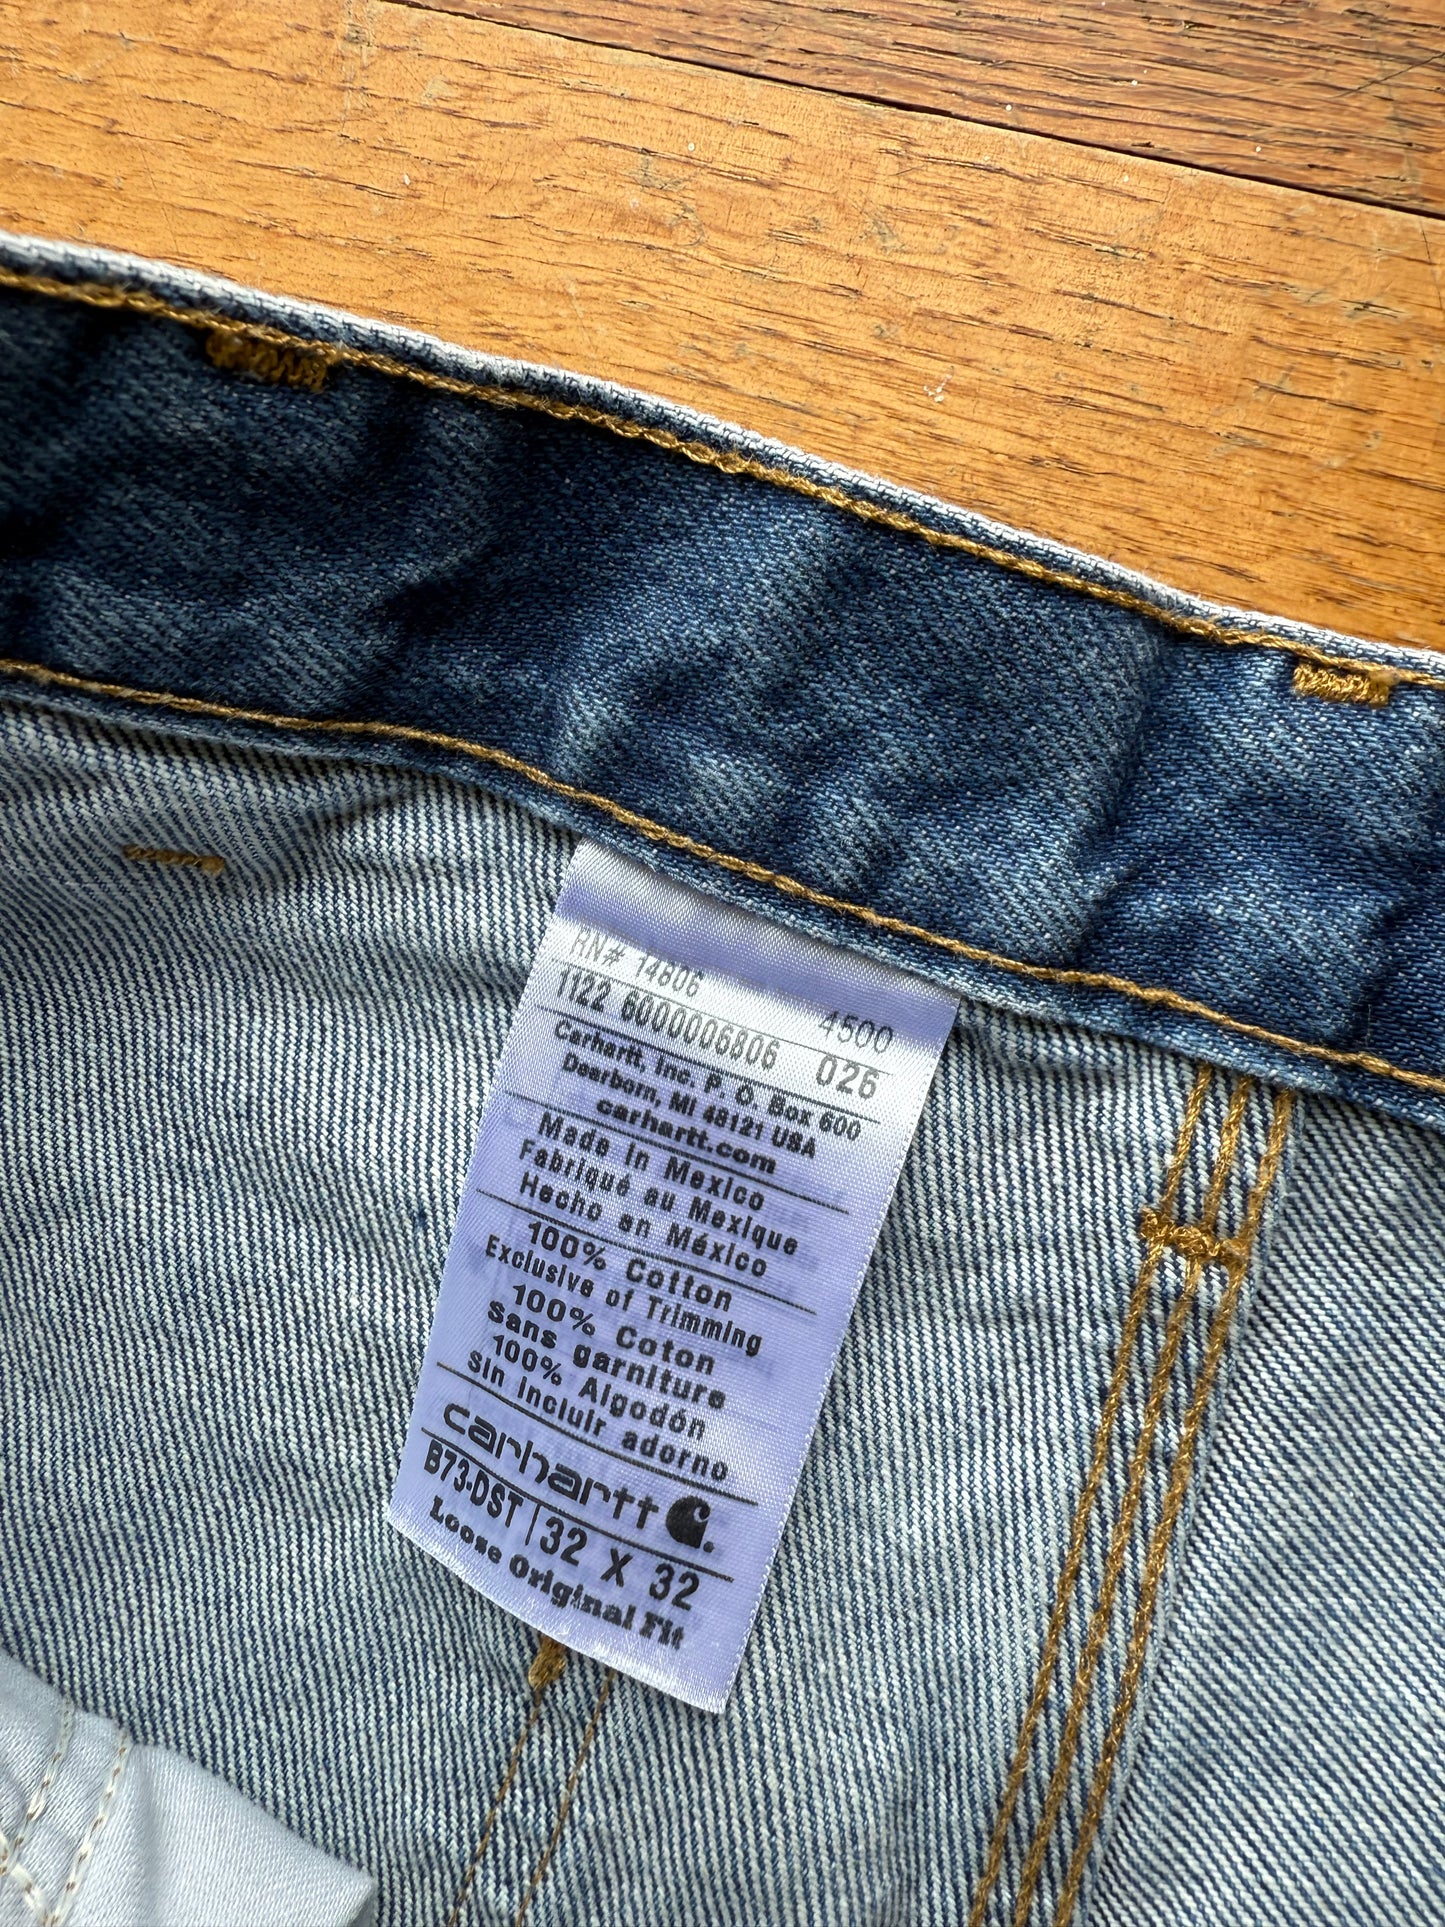 RN# 14806 4500
1122 6000006806 026
Carhartt, Inc. P. O. Box 600
Dearborn, MI 48121 USA
carhartt.com
Made in Mexico
Fabriqué au Mexique
Hecho en México
100% Cotton
Exclusive of Trimming
100% Coton
sans garniture
100% Algodón
sin incluir adorno
carhartt C.
B73-DST | 32 X 32
Loose Original Fit